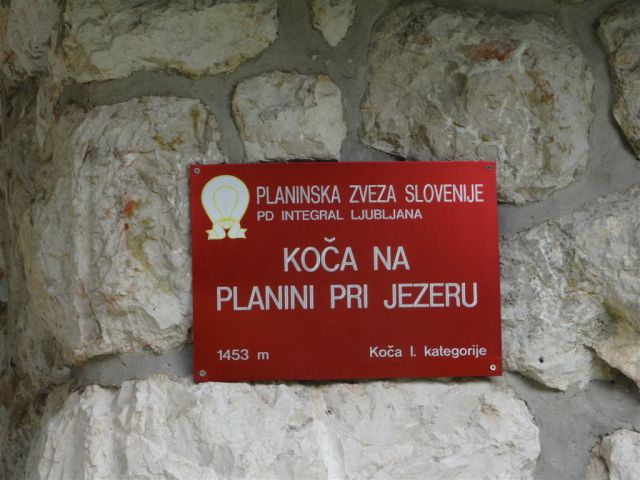 PLANINSKA ZVEZA SLOVENIJE
PD INTEGRAL LJUBLJANA
KOČA NA
PLANINI PRI JEZERU
1453 m Koča I. kategorije